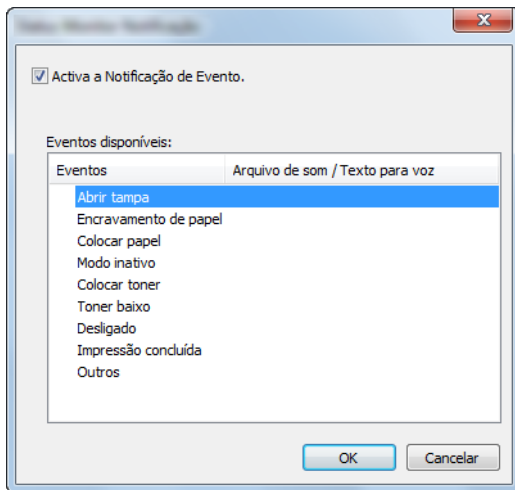 Activa a Notificação de Evento.
Eventos disponíveis:
Eventos Arquivo de som / Texto para voz
Abrir tampa
Encravamento de papel
Colocar papel
Modo inativo
Colocar toner
Toner baixo
Desligado
Impressão concluída
Outros
OK Cancelar